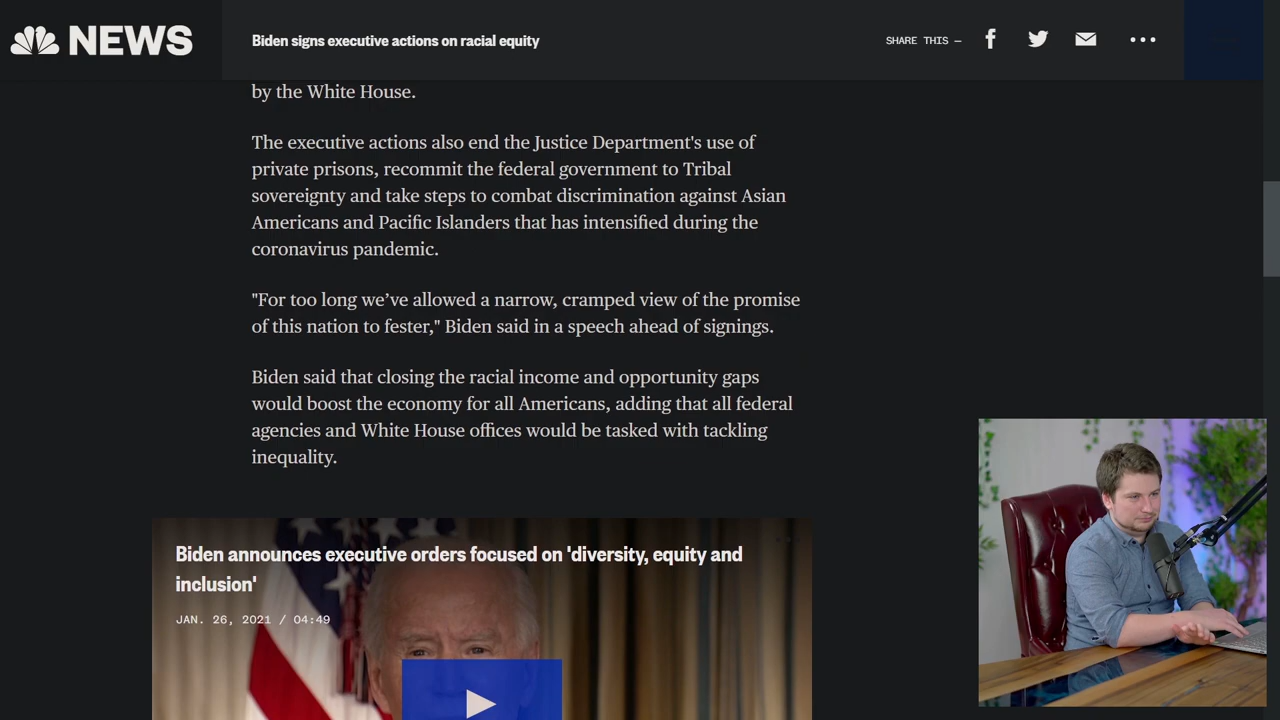 NEWS
Biden signs executive actions on racial equity
SHARE THIS —
by the White House.
The executive actions also end the Justice Department's use of
private prisons, recommit the federal government to Tribal
sovereignty and take steps to combat discrimination against Asian
Americans and Pacific Islanders that has intensified during the
coronavirus pandemic.
"For too long we’ve allowed a narrow, cramped view of the promise
of this nation to fester," Biden said in a speech ahead of signings.
Biden said that closing the racial income and opportunity gaps
would boost the economy for all Americans, adding that all federal
agencies and White House offices would be tasked with tackling
inequality.
Biden announces executive orders focused on 'diversity, equity and
inclusion'
JAN. 26, 2021 / 04:49